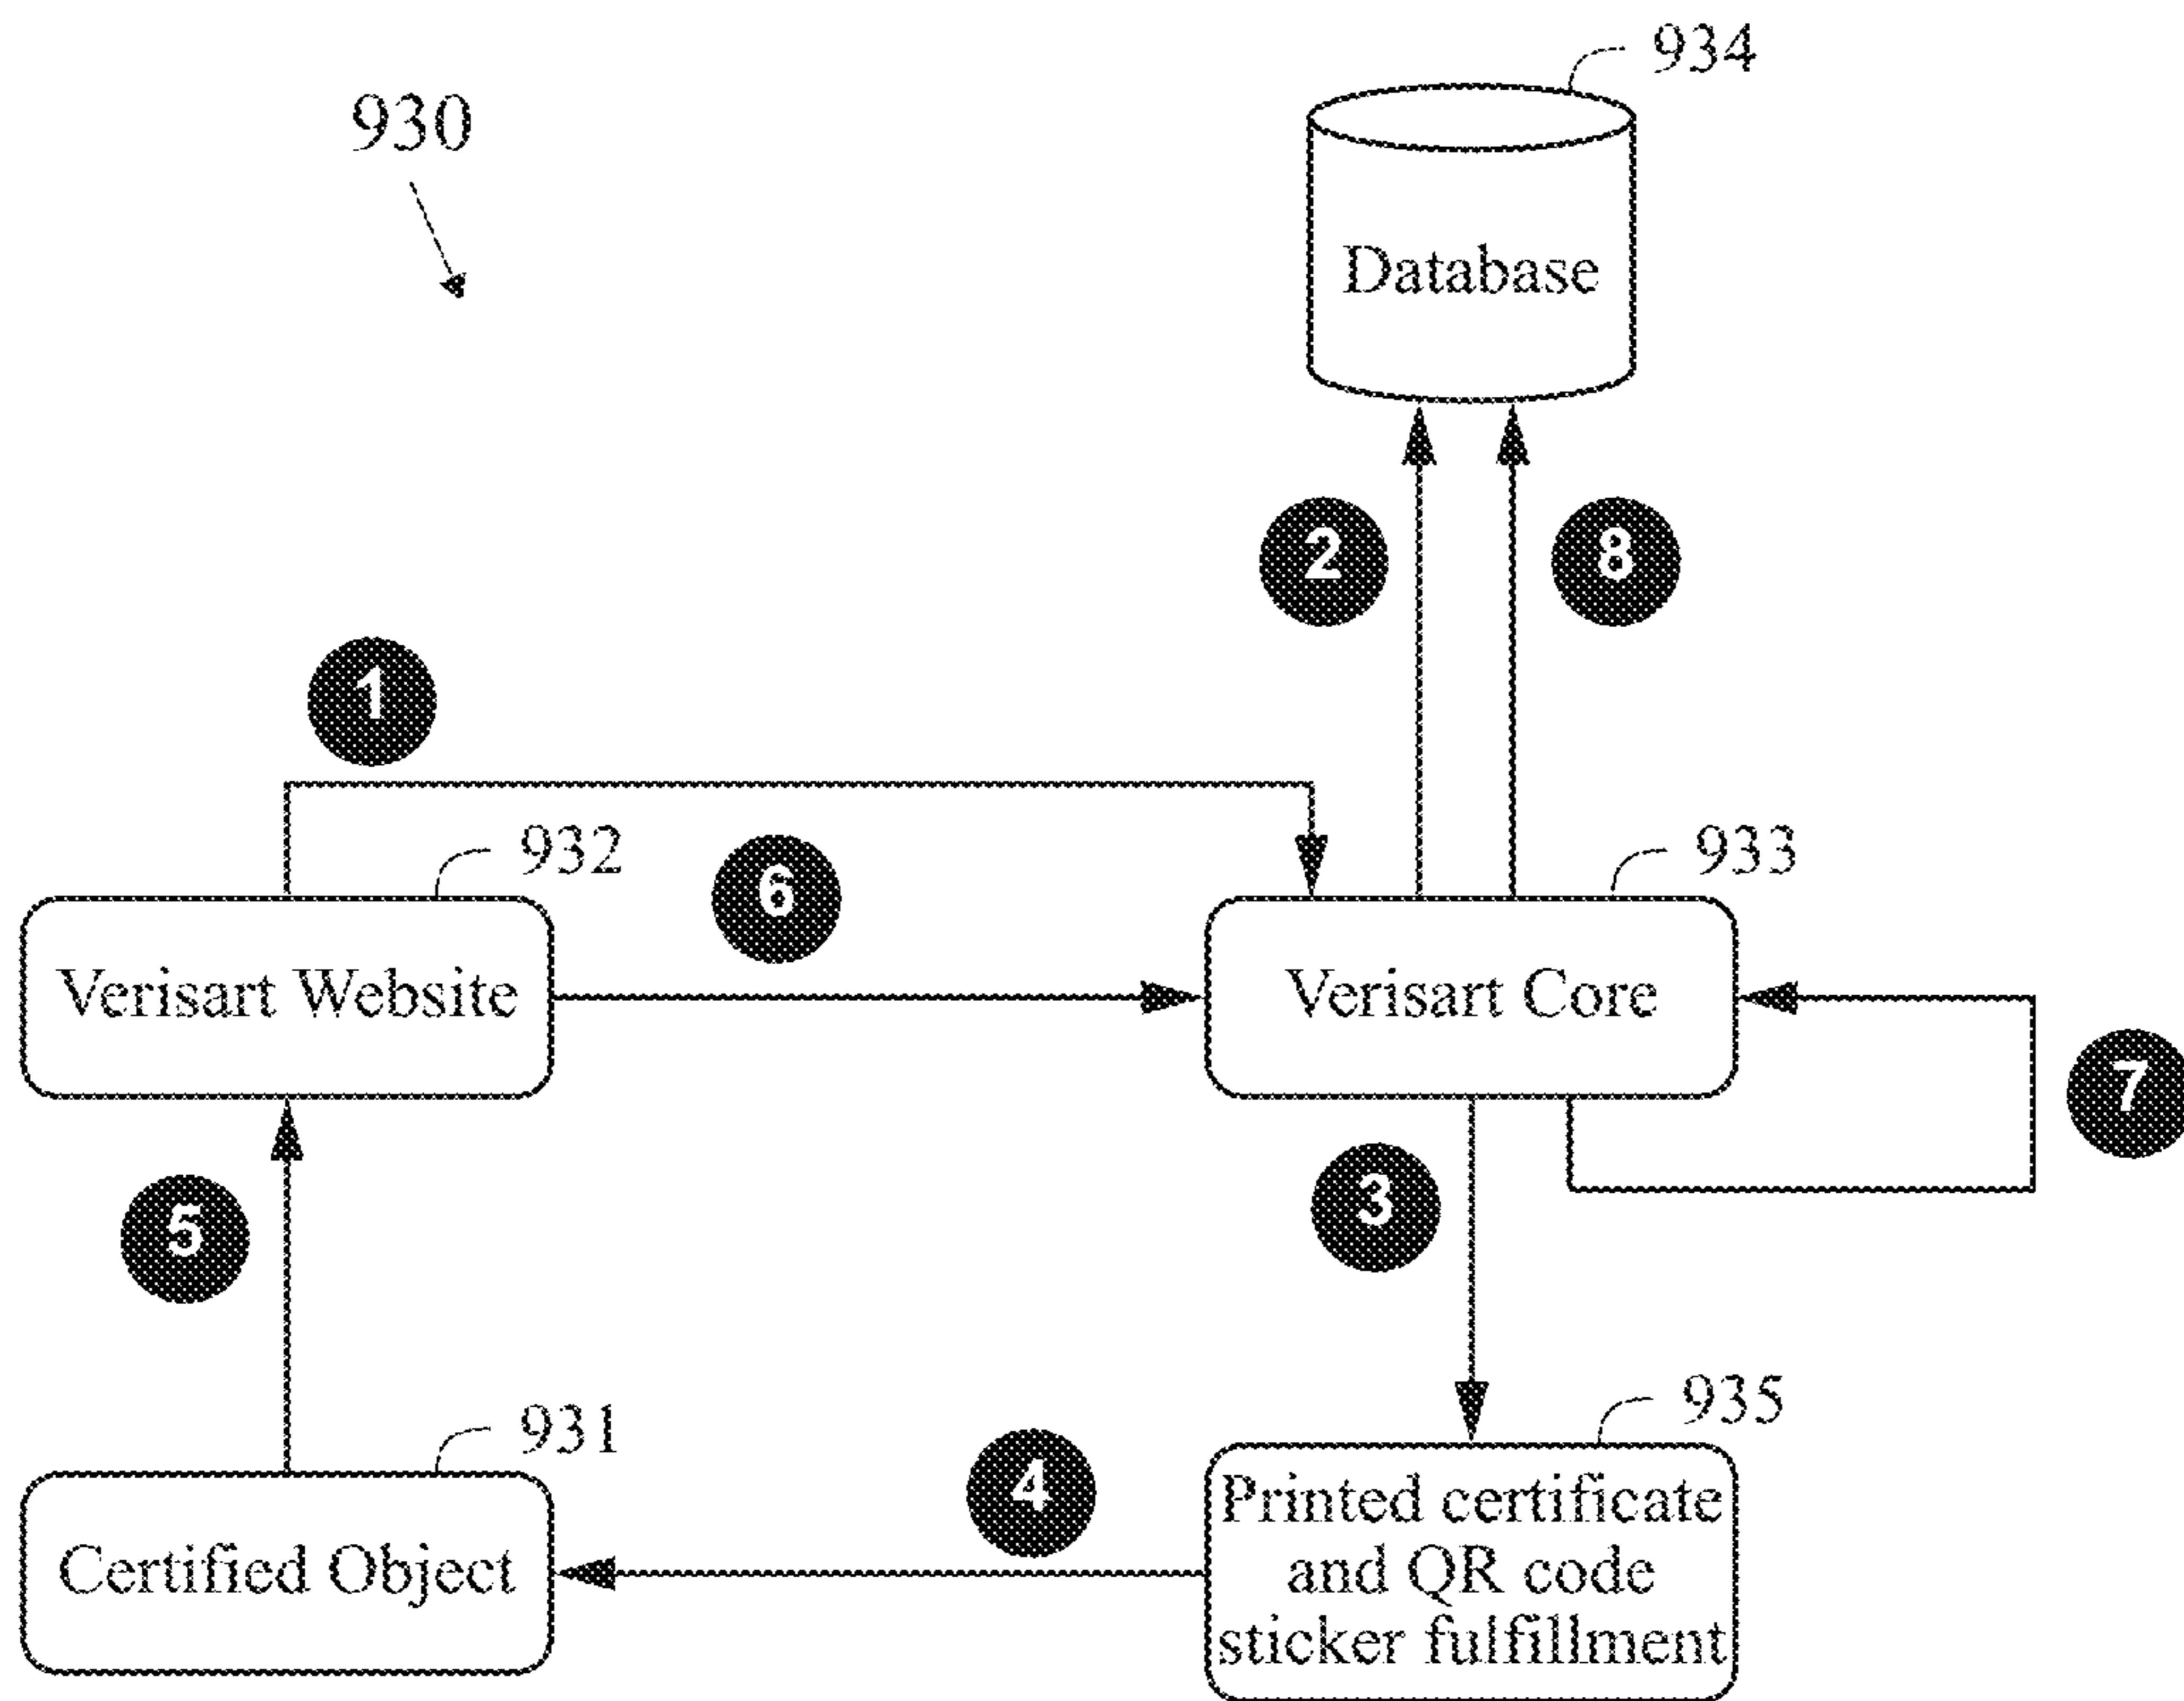 934
930
Database
2
8
1
932
933
6
Verisart Website
Verisart Core
7
3
5
931
935
4
Printed certificate
and QR code
sticker fulfillment
Certified Object